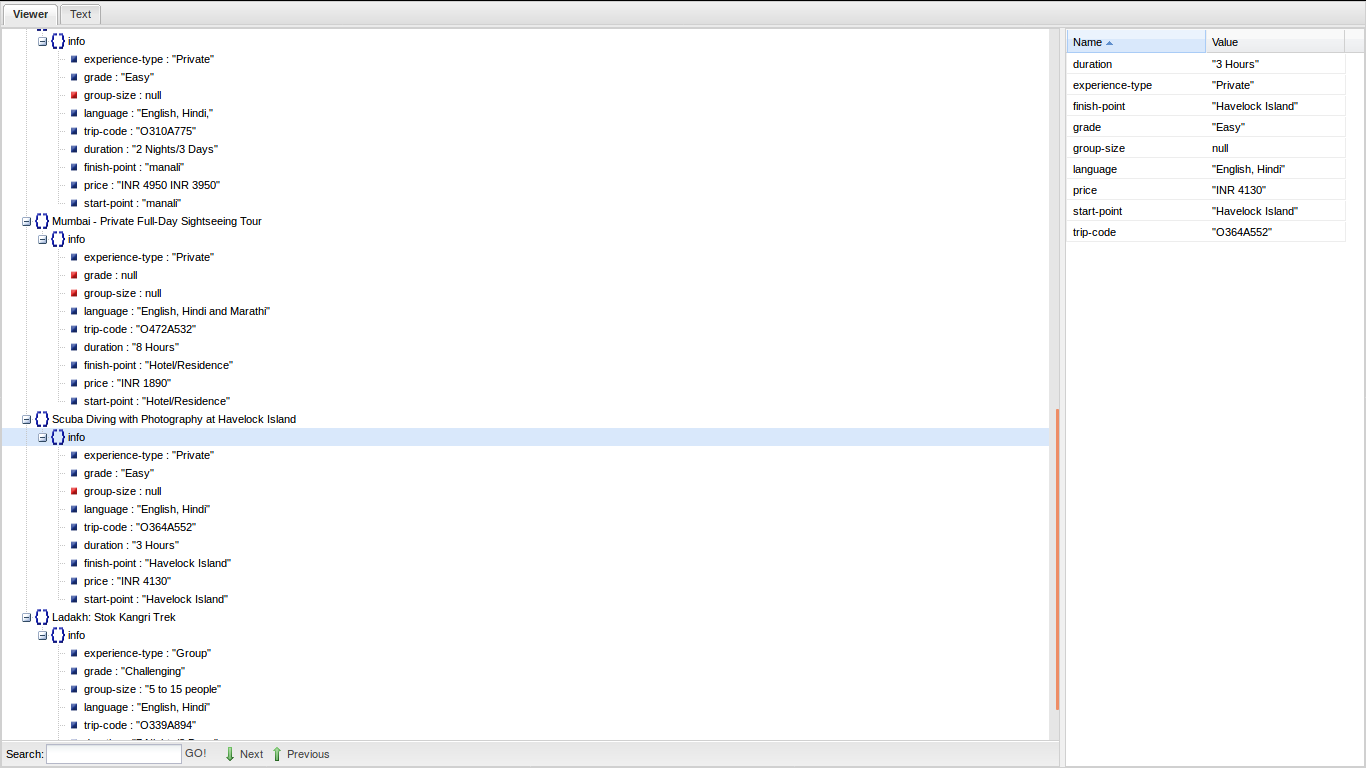 Viewer Text
info
experience-type : "Private"
grade : "Easy"
group-size : null
language : "English, Hindi,"
trip-code : "O310A775"
duration : "2 Nights/3 Days"
finish-point : "manali"
price : "INR 4950 INR 3950"
start-point : "manali"
Mumbai - Private Full-Day Sightseeing Tour
info
experience-type : "Private"
grade : null
group-size : null
language : "English, Hindi and Marathi"
trip-code : "O472A532"
duration : "8 Hours"
finish-point : "Hotel/Residence"
price : "INR 1890"
start-point : "Hotel/Residence"
Scuba Diving with Photography at Havelock Island
info
experience-type : "Private"
grade : "Easy"
group-size : null
language : "English, Hindi"
trip-code : "O364A552"
duration : "3 Hours"
finish-point : "Havelock Island"
price : "INR 4130"
start-point : "Havelock Island"
Ladakh: Stok Kangri Trek
info
experience-type : "Group"
grade : "Challenging"
group-size : "5 to 15 people"
language : "English, Hindi"
trip-code : "O339A894"
Search: GO! Next Previous
Name Value
duration "3 Hours"
experience-type "Private"
finish-point "Havelock Island"
grade "Easy"
group-size null
language "English, Hindi"
price "INR 4130"
start-point "Havelock Island"
trip-code "O364A552"